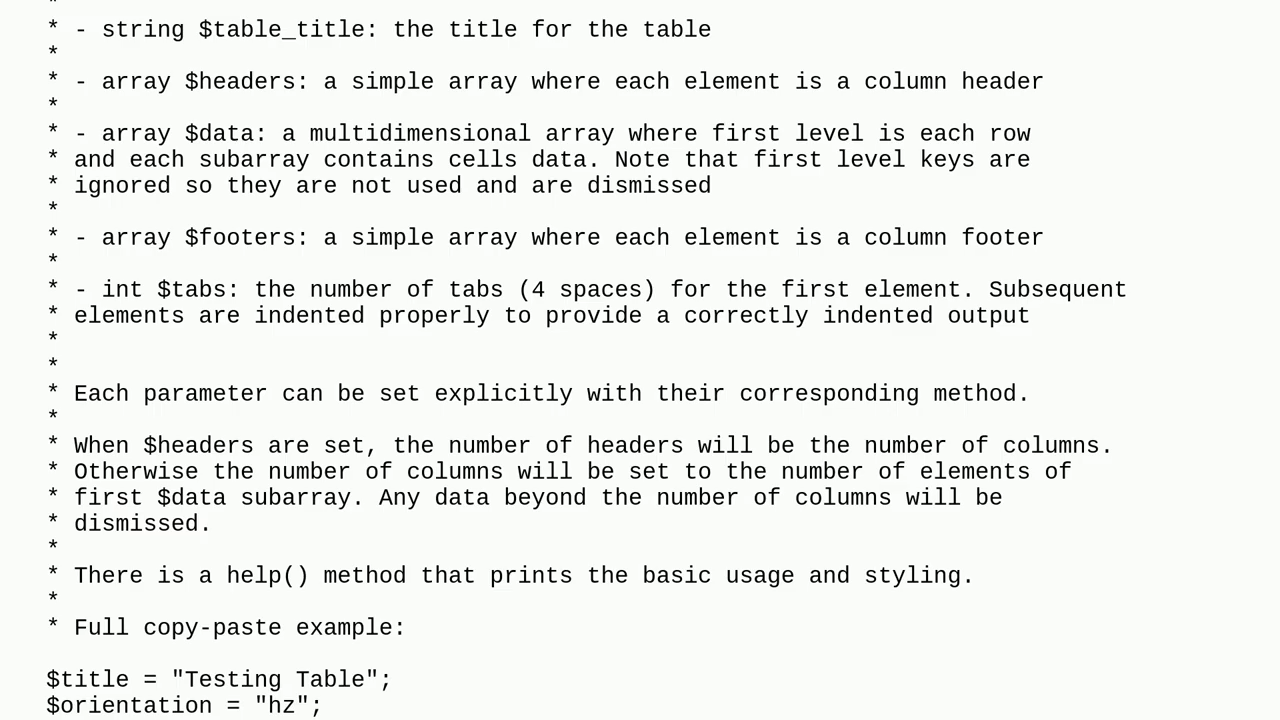 *
* - string $table_title: the title for the table
*
* - array $headers: a simple array where each element is a column header
*
* - array $data: a multidimensional array where first level is each row
* and each subarray contains cells data. Note that first level keys are
* ignored so they are not used and are dismissed
*
* - array $footers: a simple array where each element is a column footer
*
* - int $tabs: the number of tabs (4 spaces) for the first element. Subsequent
* elements are indented properly to provide a correctly indented output
*
*
* Each parameter can be set explicitly with their corresponding method.
*
* When $headers are set, the number of headers will be the number of columns.
* Otherwise the number of columns will be set to the number of elements of
* first $data subarray. Any data beyond the number of columns will be
* dismissed.
*
* There is a help() method that prints the basic usage and styling.
*
* Full copy-paste example:

$title = "Testing Table";
$orientation = "hz";